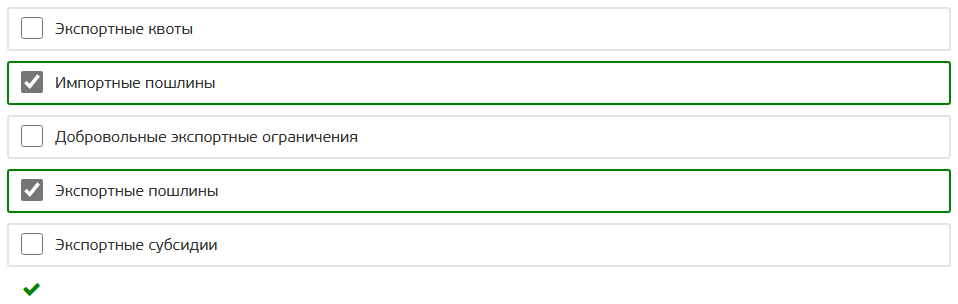 Экспортные квоты
Импортные пошлины
Добровольные экспортные ограничения
Экспортные пошлины
Экспортные субсидии